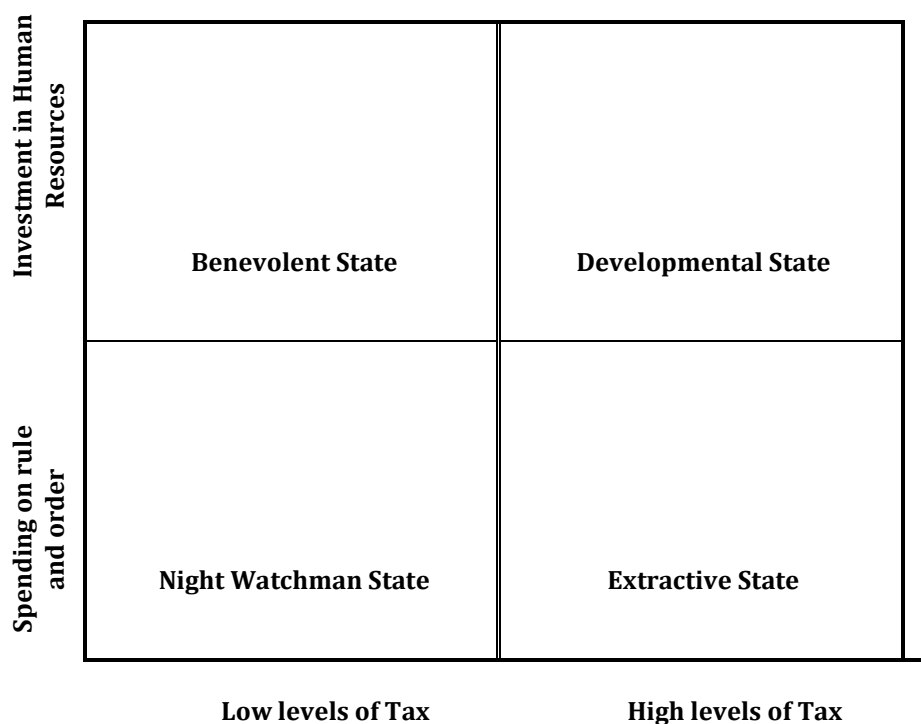 Investment in Human
Resources
Benevolent State
Developmental State
Spending on rule
and order
Night Watchman State
Extractive State
Low levels of Tax
High levels of Tax